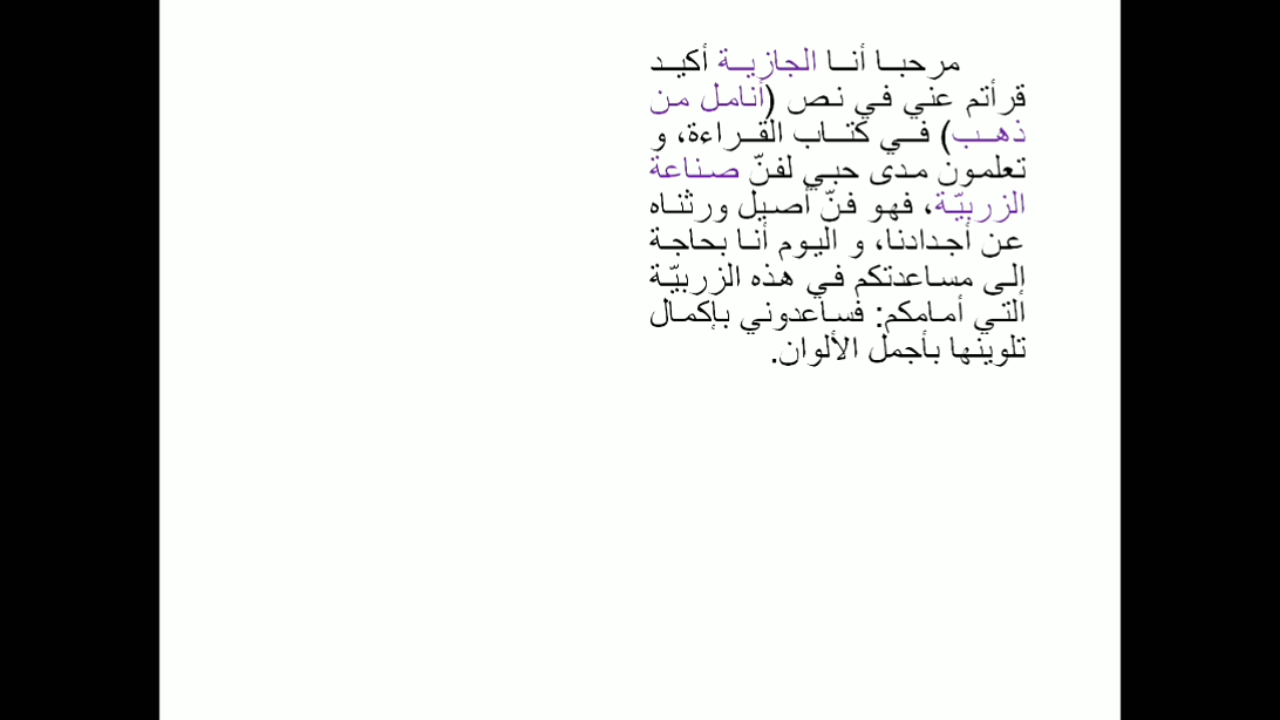 مرحبا أنا الجازية أكيد
قرأتم عني في نص (أنامل من
ذهب) في كتاب القراءة، و
تعلمون مدى حبي لفنّ صناعة
الزربيّة، فهو فنّ أصيل ورثناه
عن أجدادنا، و اليوم أنا بحاجة
إلى مساعدتكم في هذه الزربيّة
التي أمامكم: فساعدوني بإكمال
تلوينها بأجمل الألوان.